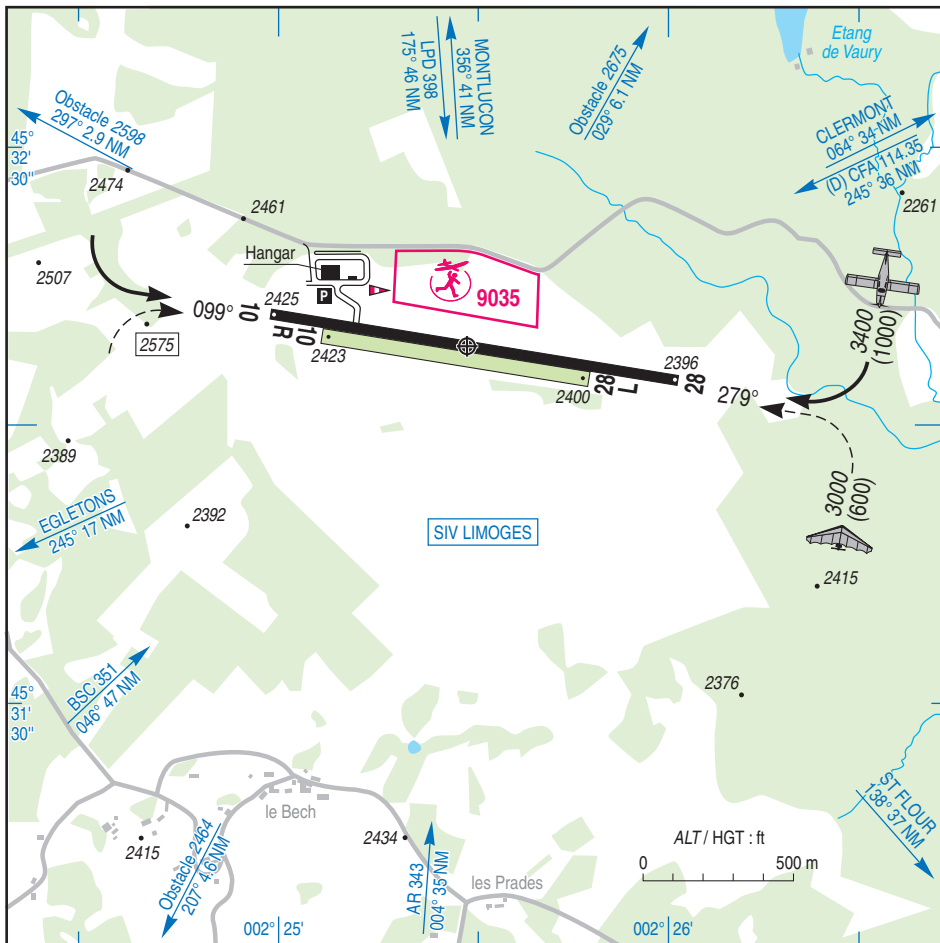 Etang
de Vaury
MONTLUCON
356° 41 NM
LPD 398
175° 46 NM
Obstacle 2675
029° 6.1 NM
Obstacle 2598
297° 2.9 NM
CLERMONT
064° 34 NM
(D) CFA 114.35
245° 36 NM
45°
32'
30"
2474
2461
2261
2507
Hangar
P
9035
2425
099°
10
10
R
2423
2575
3400
(1000)
2396
28
L
28
279°
2400
2389
3000
(600)
2392
EGLETONS
245° 17 NM
SIV LIMOGES
2415
BSC 351
046° 47 NM
2376
45°
31'
30"
le Bech
ST FLOUR
138° 37 NM
2415
Obstacle 2464
207° 4.6 NM
2434
AR 343
004° 35 NM
les Prades
ALT / HGT : ft
0 500 m
002° 25'
002° 26'